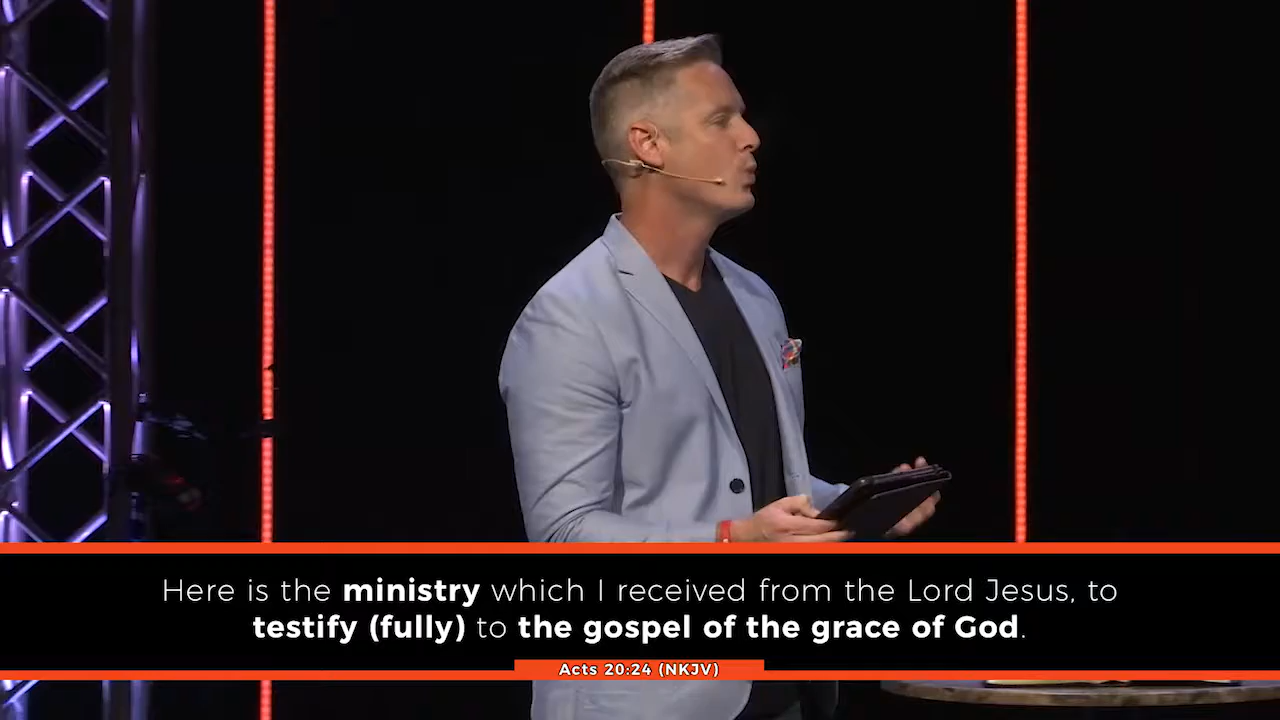 Here is the ministry which I received from the Lord Jesus, to
testify (fully) to the gospel of the grace of God.
Acts 20:24 (NKJV)